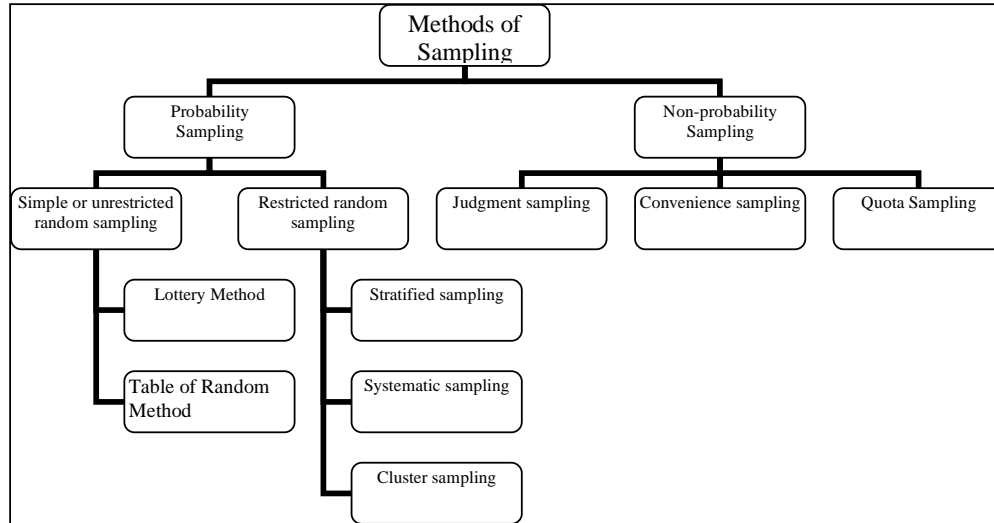 Methods of
Sampling
Probability
Sampling
Non-probability
Sampling
Simple or unrestricted
random sampling
Restricted random
sampling
Judgment sampling
Convenience sampling
Quota Sampling
Lottery Method
Stratified sampling
Table of Random
Method
Systematic sampling
Cluster sampling